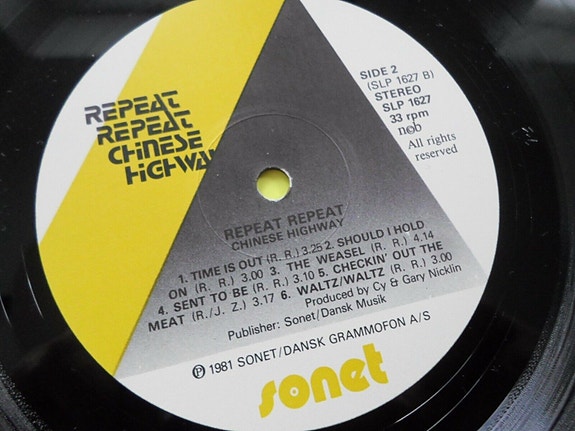 REPEAT
REPEAT
CHINESE
HIGHWAY
SIDE 2
(SLP 1627 B)
STEREO
SLP 1627
33 rpm
n©b
All rights
reserved
REPEAT REPEAT
CHINESE HIGHWAY
1. TIME IS OUT (R. R.) 3.25 2. SHOULD I HOLD
ON (R. R.) 3.00 3. THE WEASEL (R. R.) 4.14
4. SENT TO BE (R. R.) 3.10 5. CHECKIN' OUT THE
MEAT (R./J. Z.) 3.17 6. WALTZ/WALTZ (R. R.) 3.00
Produced by Cy & Gary Nicklin
Publisher: Sonet/Dansk Musik
℗ 1981 SONET/DANSK GRAMMOFON A/S
sonet